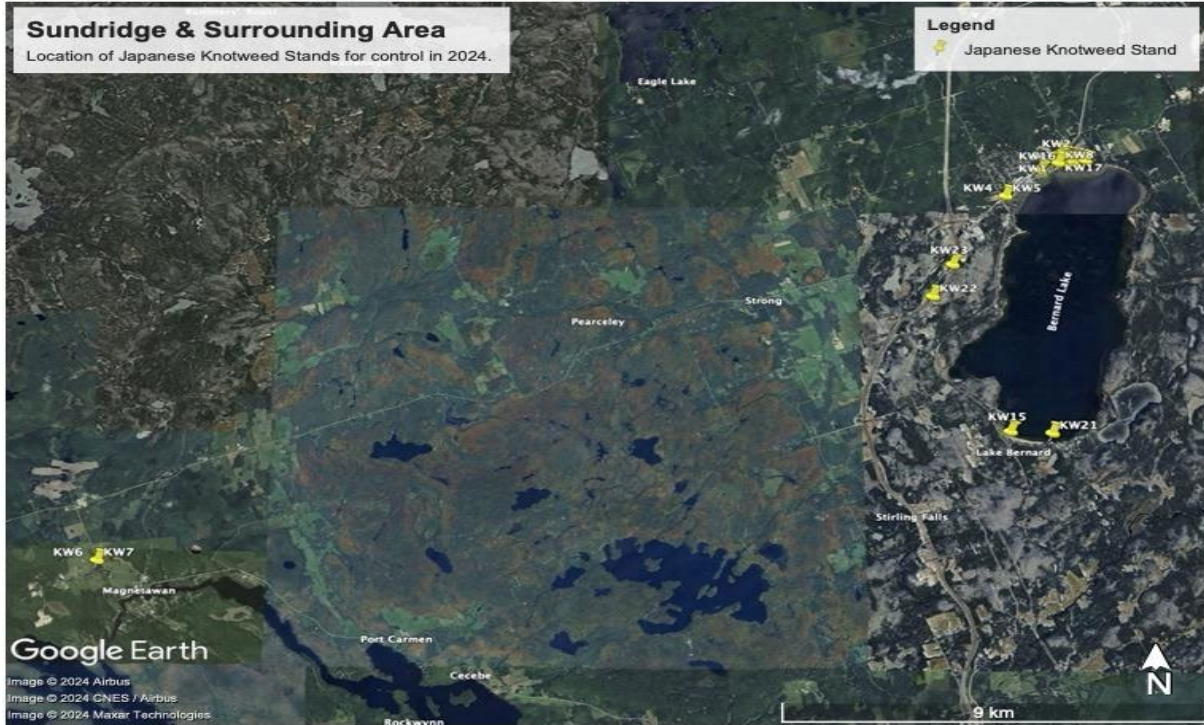 Sundridge & Surrounding Area
Location of Japanese Knotweed Stands for control in 2024.
Legend
Japanese Knotweed Stand
Eagle Lake
KW2
KW16 KW8
KW1 KW17
KW4 KW5
KW23
KW22
Strong
Pearceley
Bernard Lake
KW15
KW21
Lake Bernard
Stirling Falls
KW6 KW7
Magnetawan
Port Carmen
Cecebe
Rockwynn
Google Earth
Image © 2024 Airbus
Image © 2024 CNES / Airbus
Image © 2024 Maxar Technologies
N
9 km